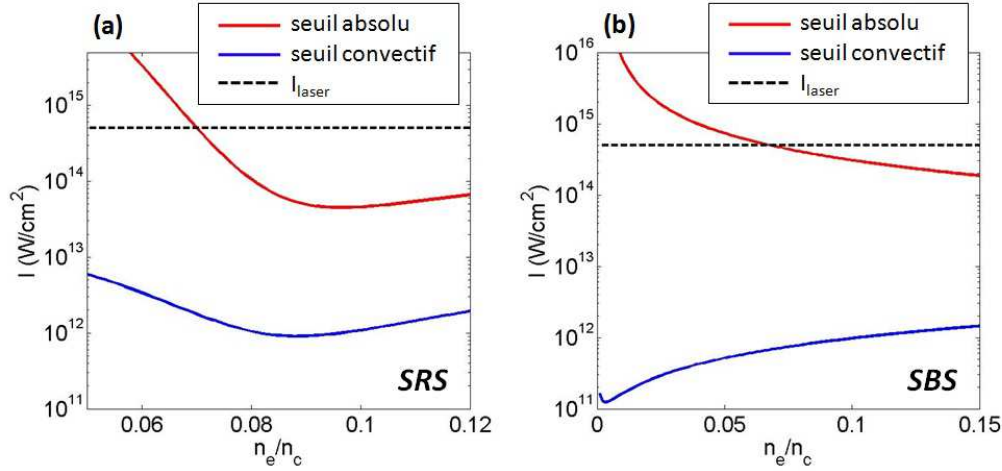 (a)
seuil absolu
seuil convectif
I_laser
10^15
10^14
10^13
10^12
10^11
I (W/cm^2)
0.06
0.08
0.1
0.12
n_e/n_c
SRS
(b)
seuil absolu
seuil convectif
I_laser
10^16
10^15
10^14
10^13
10^12
10^11
I (W/cm^2)
0
0.05
0.1
0.15
n_e/n_c
SBS